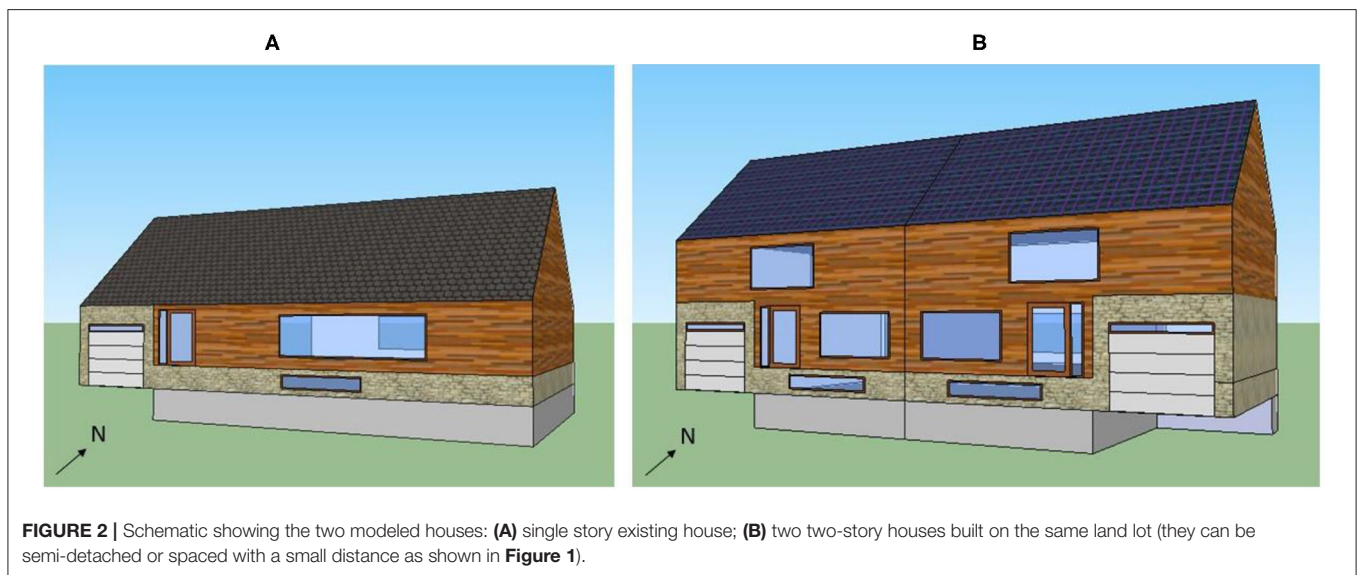 A
B
N
N
FIGURE 2 | Schematic showing the two modeled houses: (A) single story existing house; (B) two two-story houses built on the same land lot (they can be
semi-detached or spaced with a small distance as shown in Figure 1).